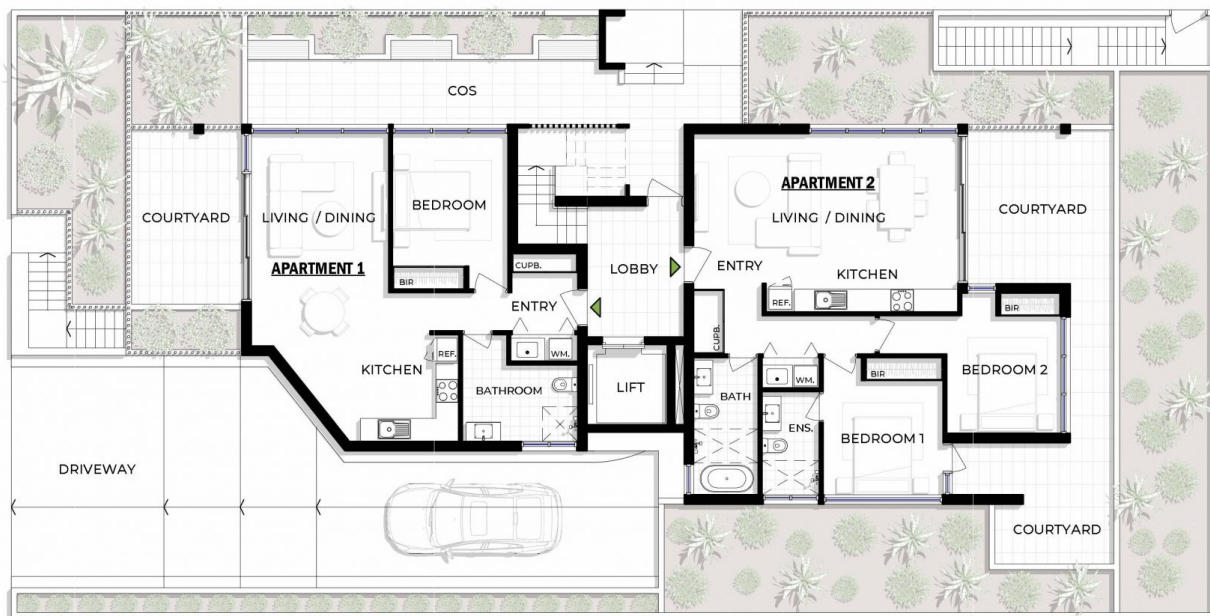 COS
COURTYARD
LIVING / DINING
BEDROOM
APARTMENT 1
BIR
CUPB.
ENTRY
LOBBY
KITCHEN
REF.
WM.
BATHROOM
LIFT
DRIVEWAY
APARTMENT 2
LIVING / DINING
COURTYARD
ENTRY
KITCHEN
REF.
CUPB.
BIR
BEDROOM 2
BIR
WM.
BATH
ENS.
BEDROOM 1
COURTYARD